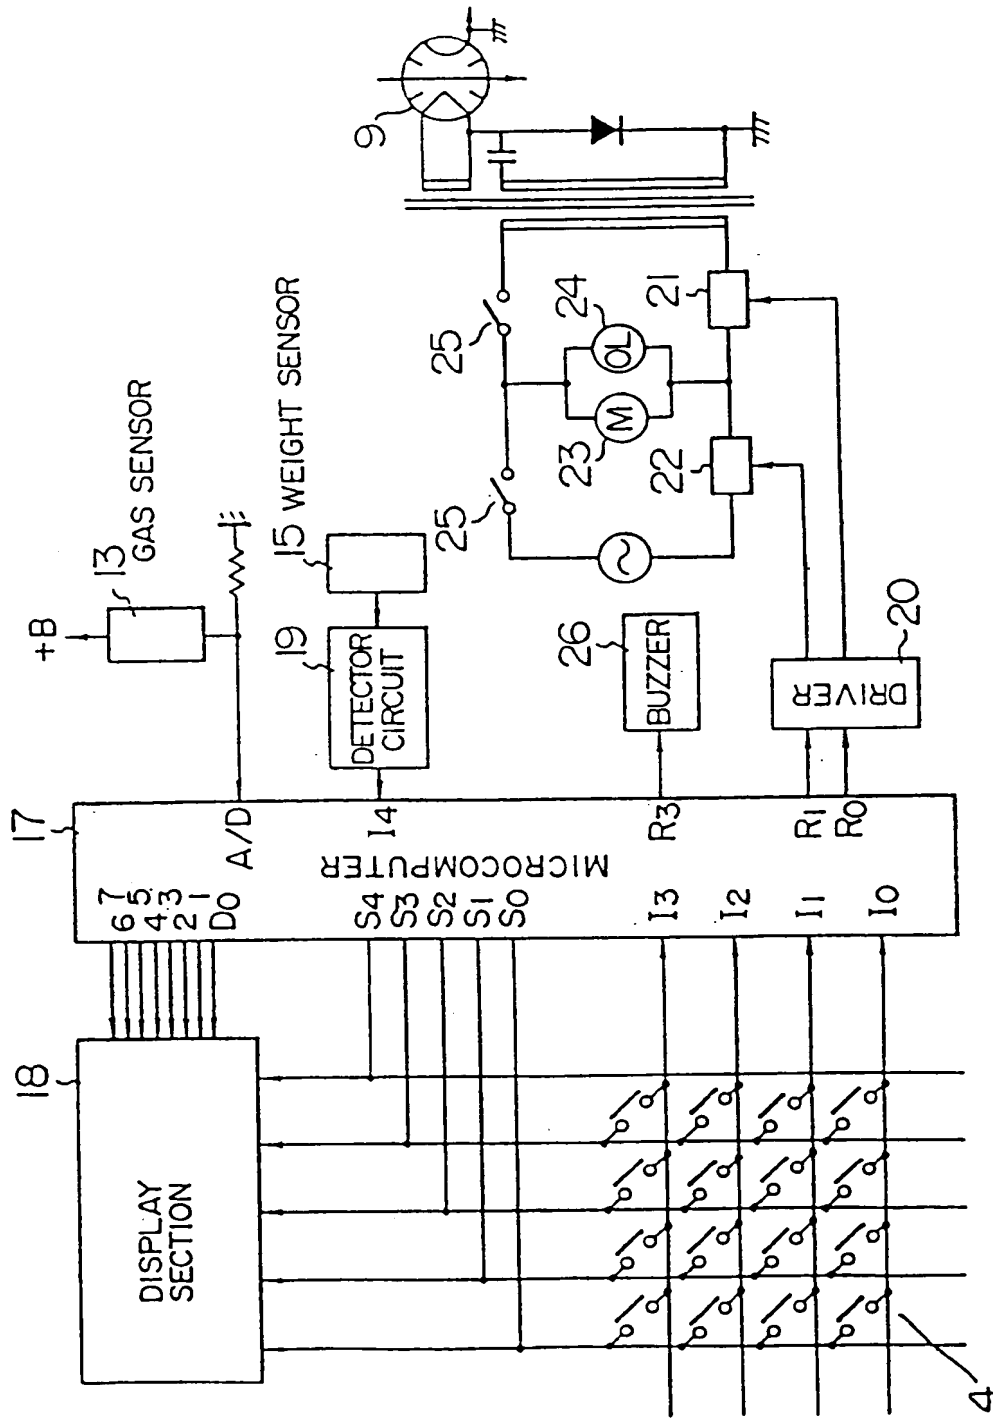 18
DISPLAY
SECTION
17
6 7
4 5
2 3
1
D0
A/D
S4
I4
S3
S2
S1
S0
MICROCOMPUTER
I3
R3
I2
I1
R1
I0
R0
4
+B
13
GAS SENSOR
19
DETECTOR
CIRCUIT
15 WEIGHT SENSOR
26
BUZZER
DRIVER
20
25
25
M
23
OL
24
22
21
9